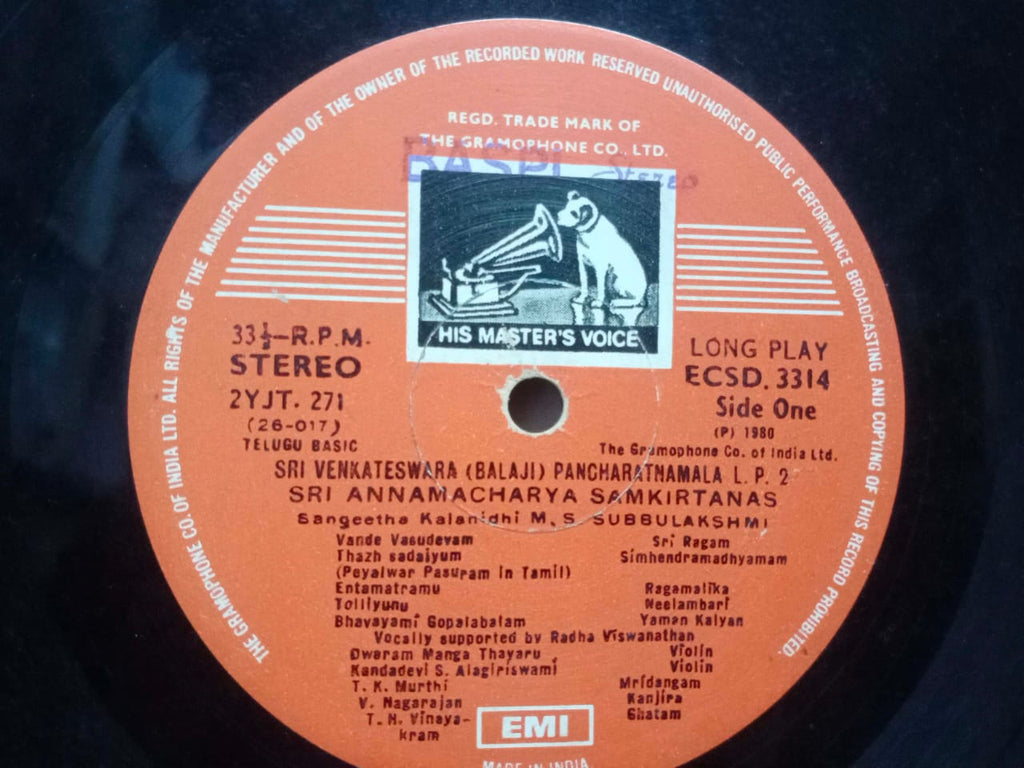 THE GRAMOPHONE CO. OF INDIA LTD. ALL RIGHTS OF THE MANUFACTURER AND OF THE OWNER OF THE RECORDED WORK RESERVED UNAUTHORISED PUBLIC PERFORMANCE BROADCASTING AND COPYING OF THIS RECORD PROHIBITED.
REGD. TRADE MARK OF
THE GRAMOPHONE CO., LTD.
Stereo
HIS MASTER'S VOICE
33⅓-R.P.M.
STEREO
2YJT. 271
(26-017)
TELUGU BASIC
LONG PLAY
ECSD. 3314
Side One
(P) 1980
The Gramophone Co. of India Ltd.
SRI VENKATESWARA (BALAJI) PANCHARATNAMALA L. P. 2
SRI ANNAMACHARYA SAMKIRTANAS
Sangeetha Kalanidhi M. S. SUBBULAKSHMI
Vande Vasudevam Sri Ragam
Thazh sadaiyum Simhendramadhyamam
(Peyalwar Pasuram in Tamil)
Entamatramu Ragamalika
Tolliyunu Neelambari
Bhavayami Gopalabalam Yaman Kalyan
Vocally supported by Radha Viswanathan
Dwaram Manga Thayaru Violin
Kandadevi S. Alagiriswami Violin
T. K. Murthi Mridangam
V. Nagarajan Kanjira
T. H. Vinaya- Ghatam
kram
EMI
MADE IN INDIA